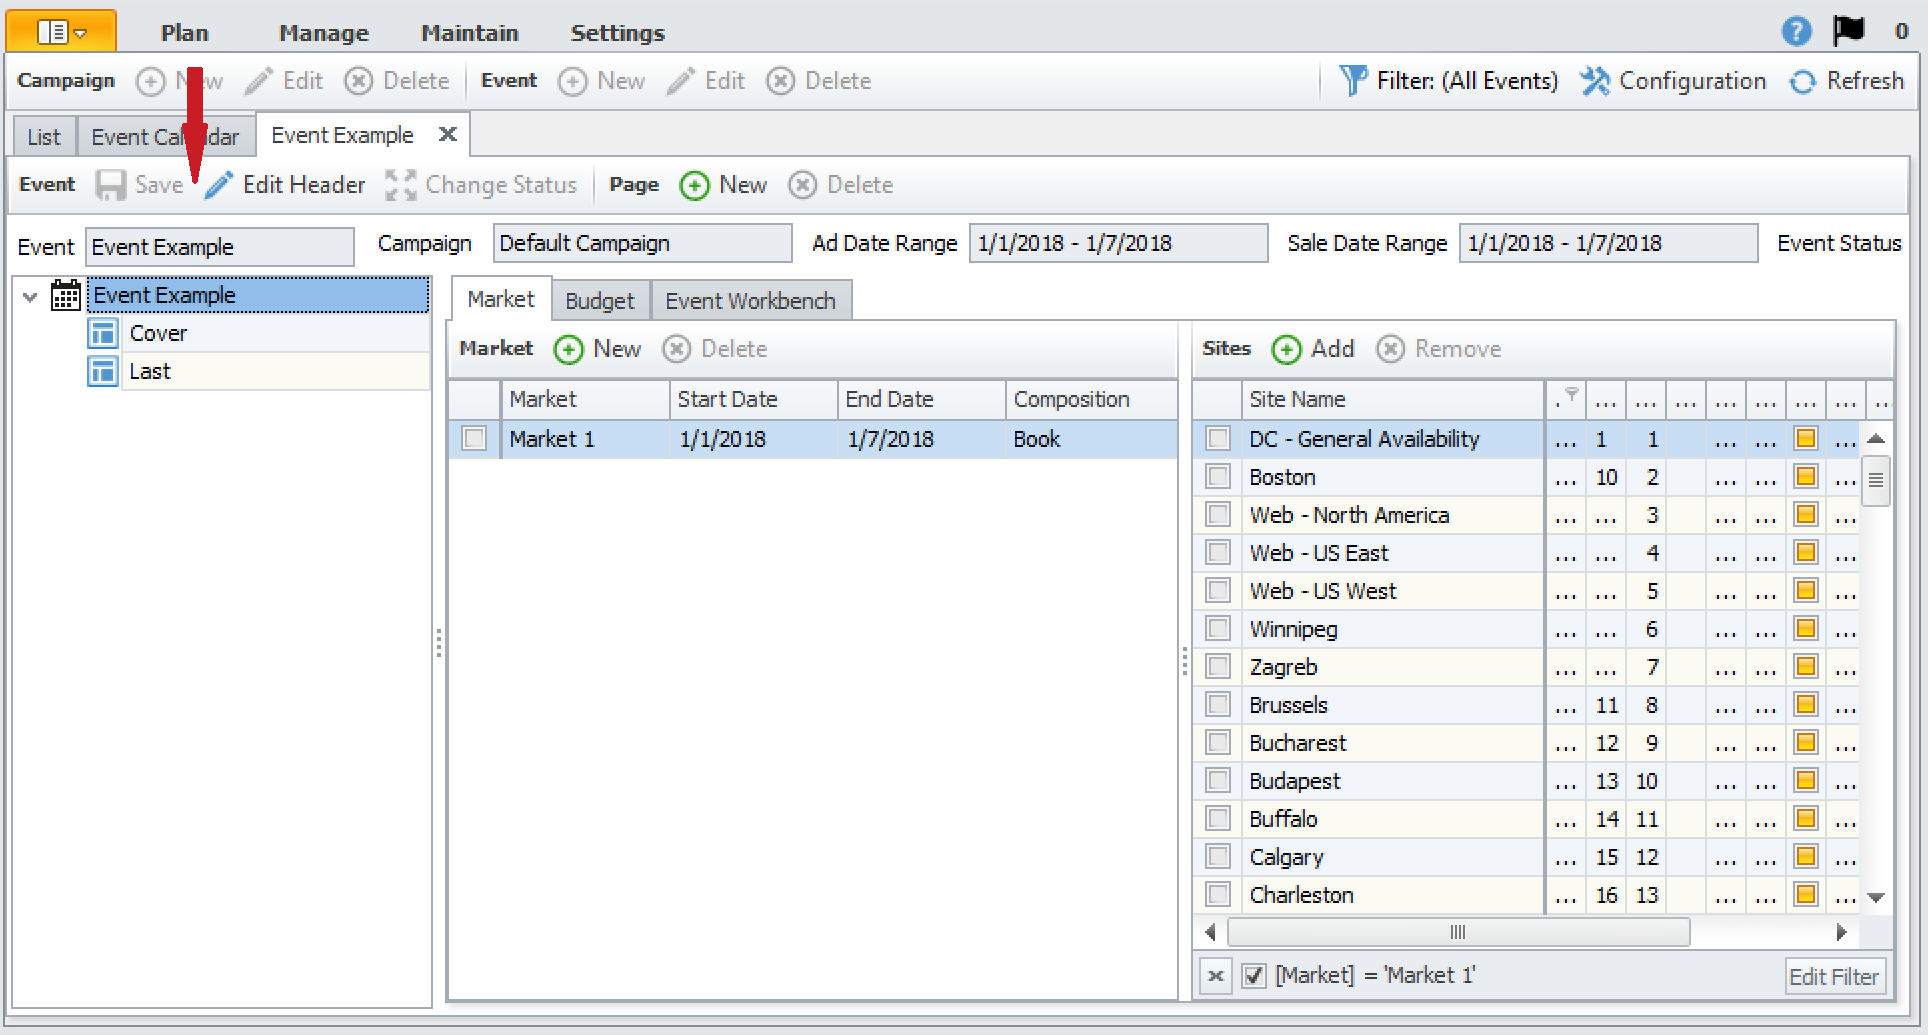 Plan Manage Maintain Settings ? 0
Campaign New Edit Delete Event New Edit Delete Filter: (All Events) Configuration Refresh
List Event Calendar Event Example
Event Save Edit Header Change Status Page New Delete
Event Event Example Campaign Default Campaign Ad Date Range 1/1/2018 - 1/7/2018 Sale Date Range 1/1/2018 - 1/7/2018 Event Status
Event Example
Cover
Last
Market Budget Event Workbench
Market New Delete
Market Start Date End Date Composition
Market 1 1/1/2018 1/7/2018 Book
Sites Add Remove
Site Name . ... ... ... ... ... ... ... ...
DC - General Availability ... 1 1 ... ... ...
Boston ... 10 2 ... ... ...
Web - North America ... ... 3 ... ... ...
Web - US East ... ... 4 ... ... ...
Web - US West ... ... 5 ... ... ...
Winnipeg ... ... 6 ... ... ...
Zagreb ... ... 7 ... ... ...
Brussels ... 11 8 ... ... ...
Bucharest ... 12 9 ... ... ...
Budapest ... 13 10 ... ... ...
Buffalo ... 14 11 ... ... ...
Calgary ... 15 12 ... ... ...
Charleston ... 16 13 ... ... ...
[Market] = 'Market 1' Edit Filter